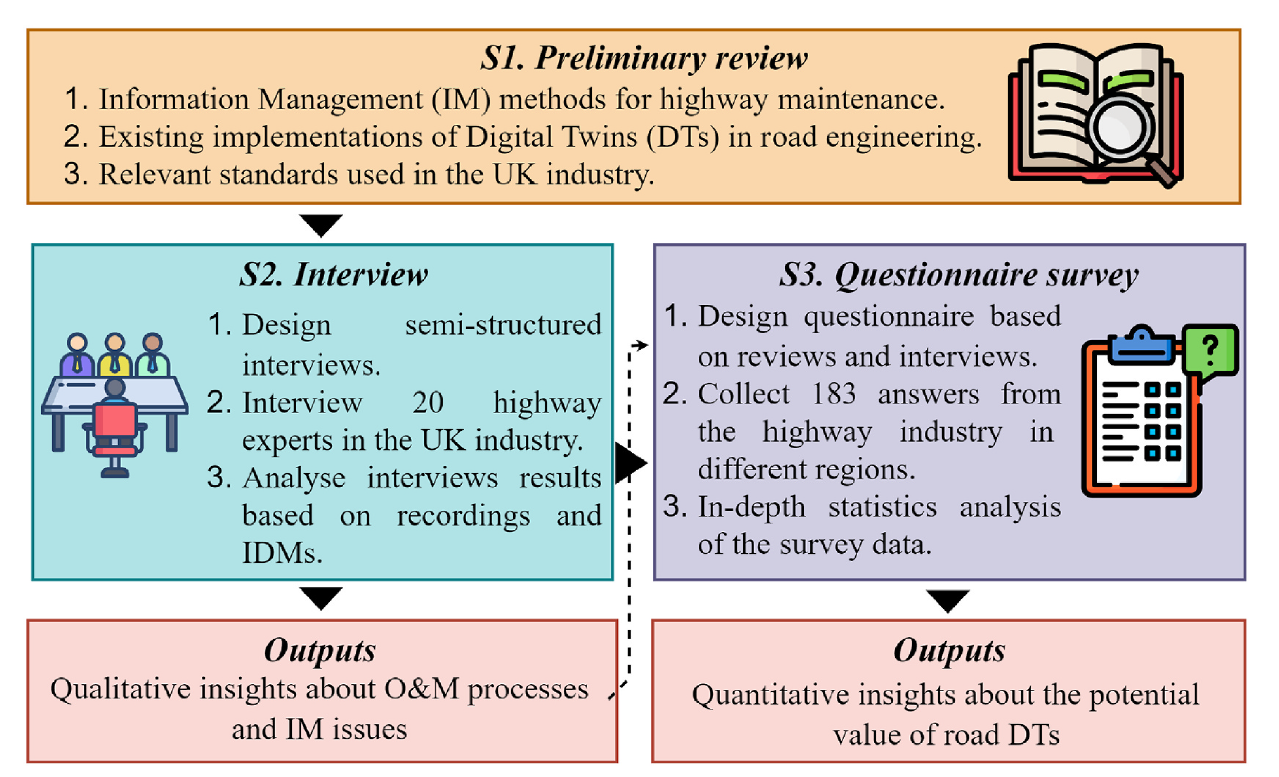 S1. Preliminary review
1. Information Management (IM) methods for highway maintenance.
2. Existing implementations of Digital Twins (DTs) in road engineering.
3. Relevant standards used in the UK industry.
S2. Interview
1. Design semi-structured
interviews.
2. Interview 20 highway
experts in the UK industry.
3. Analyse interviews results
based on recordings and
IDMs.
S3. Questionnaire survey
1. Design questionnaire based
on reviews and interviews.
2. Collect 183 answers from
the highway industry in
different regions.
3. In-depth statistics analysis
of the survey data.
?
Outputs
Qualitative insights about O&M processes
and IM issues
Outputs
Quantitative insights about the potential
value of road DTs